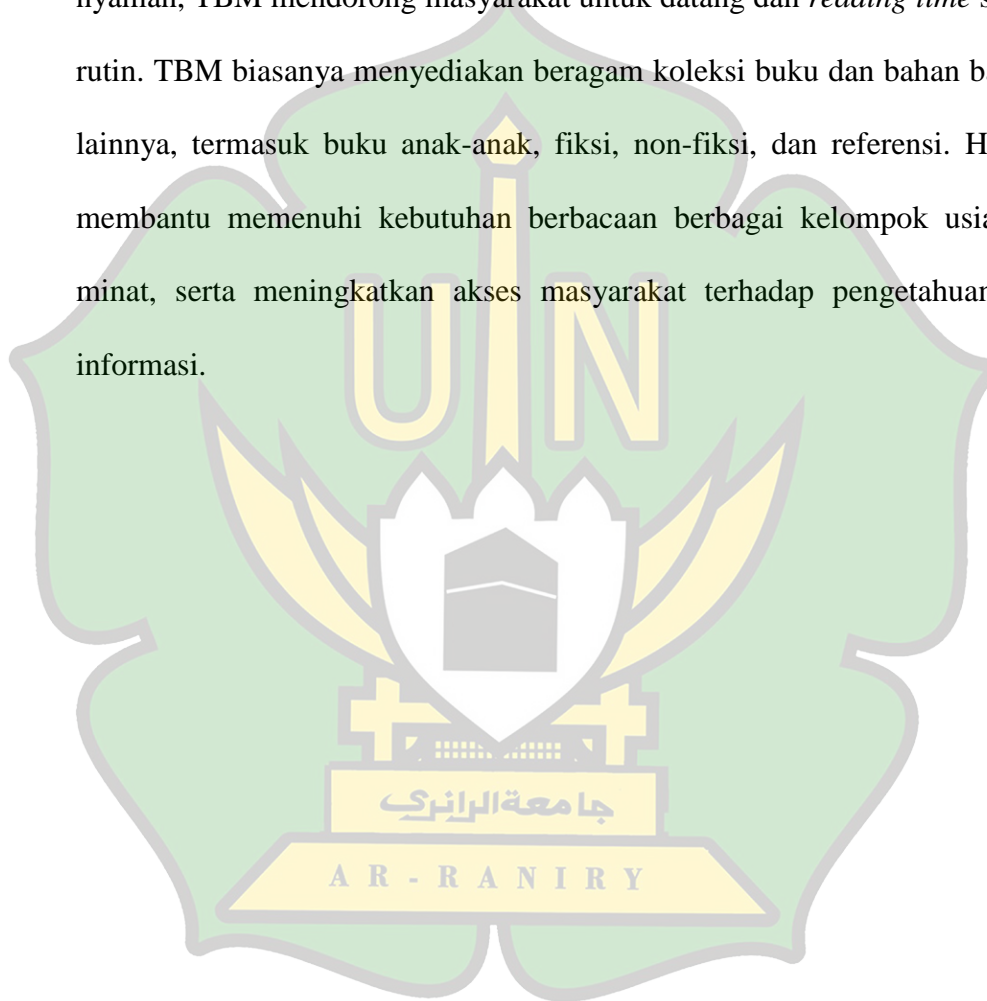 TBM mendorong masyarakat untuk datang dan reading time
rutin. TBM biasanya menyediakan beragam koleksi buku dan bahan
lainnya, termasuk buku anak-anak, fiksi, non-fiksi, dan referensi.
membantu memenuhi kebutuhan berbacaan berbagai kelompok usia
minat, serta meningkatkan akses masyarakat terhadap pengetahuan
informasi.
UIN
جامعة الرانري
AR-RANIRY